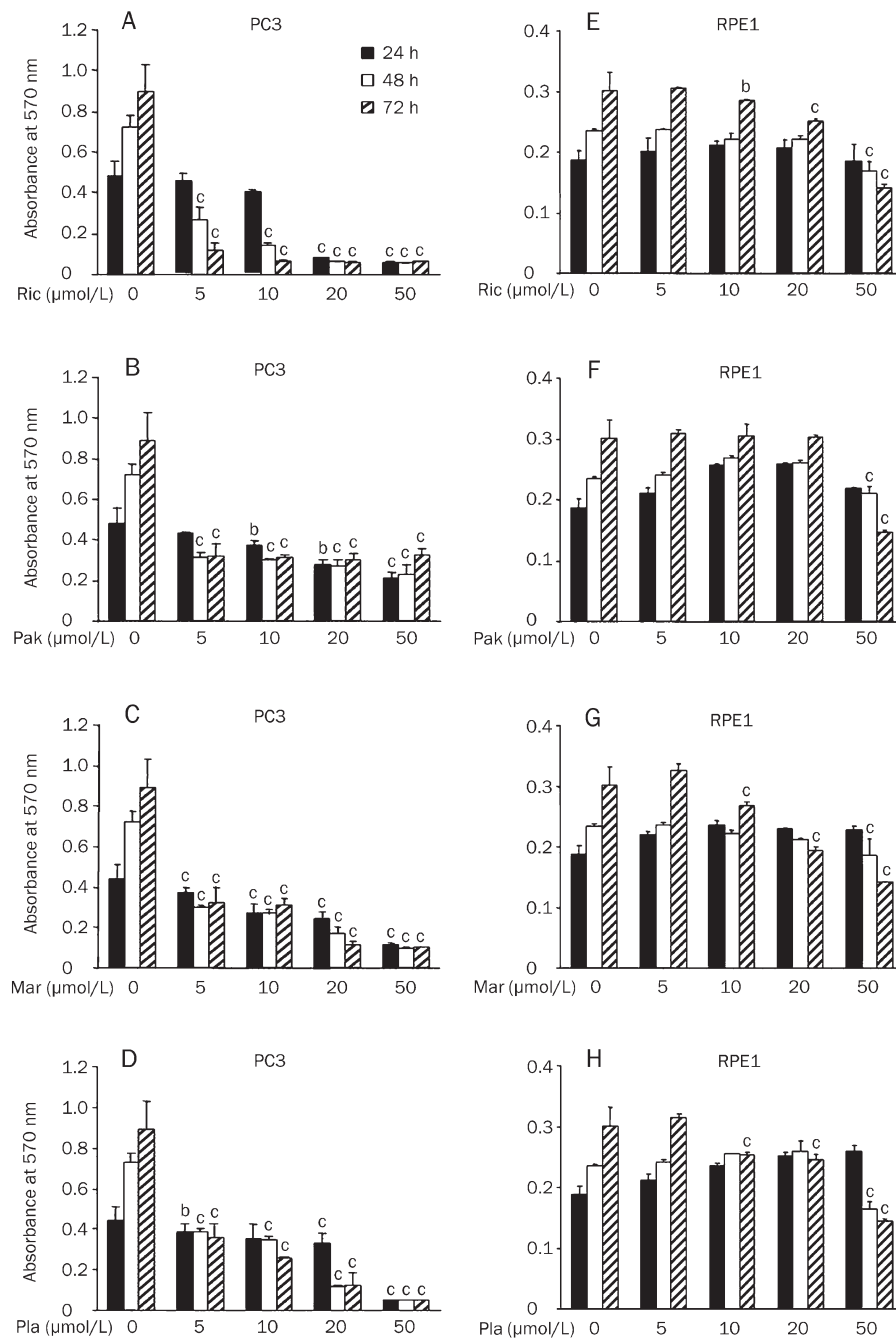 A
PC3
24 h
48 h
72 h
Absorbance at 570 nm
1.2
1.0
0.8
0.6
0.4
0.2
0
c c
c c
c c c
c c c
Ric (µmol/L) 0 5 10 20 50
E
RPE1
0.4
0.3
0.2
0.1
0
b
c
c c
Ric (µmol/L) 0 5 10 20 50
B
PC3
Absorbance at 570 nm
1.2
1.0
0.8
0.6
0.4
0.2
0
c c
b c c
b c c
c c c
Pak (µmol/L) 0 5 10 20 50
F
RPE1
0.4
0.3
0.2
0.1
0
c c
Pak (µmol/L) 0 5 10 20 50
C
PC3
Absorbance at 570 nm
1.2
1.0
0.8
0.6
0.4
0.2
0
c c c
c c c
c c c
c c c
Mar (µmol/L) 0 5 10 20 50
G
RPE1
0.4
0.3
0.2
0.1
0
c
c
c c
Mar (µmol/L) 0 5 10 20 50
D
PC3
Absorbance at 570 nm
1.2
1.0
0.8
0.6
0.4
0.2
0
b c c
c c
c c
c c c
Pla (µmol/L) 0 5 10 20 50
H
RPE1
0.4
0.3
0.2
0.1
0
c
c
c c
Pla (µmol/L) 0 5 10 20 50